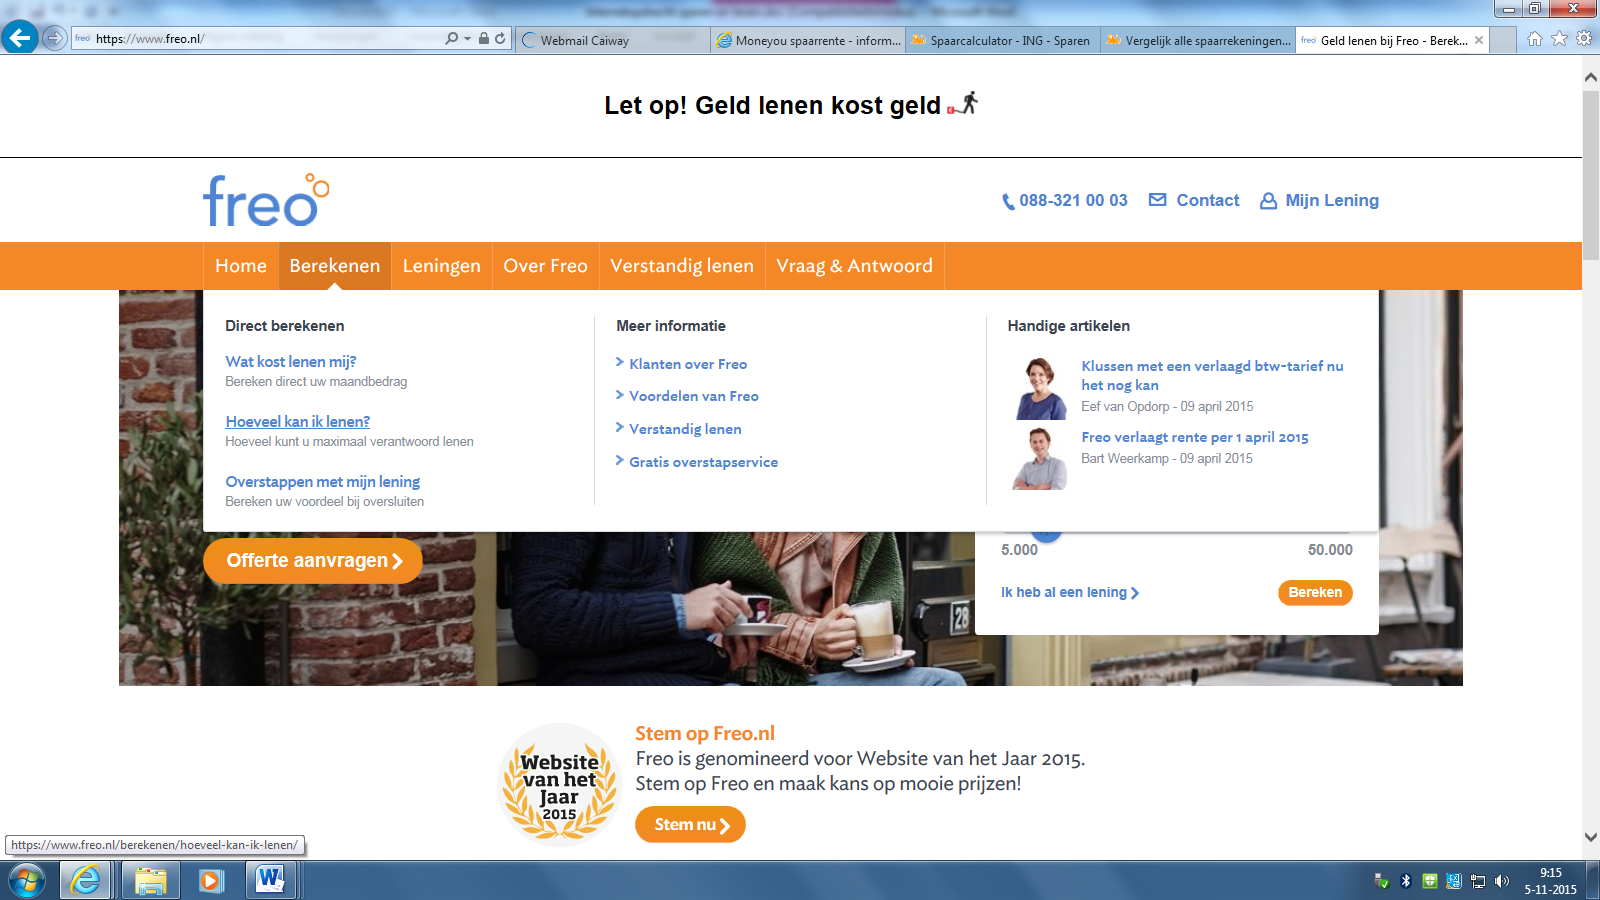 https://www.freo.nl/
Webmail Caiway
Moneyou spaarrente - inform...
Spaarcalculator - ING - Sparen
Vergelijk alle spaarrekeningen...
Geld lenen bij Freo - Berek...
Let op! Geld lenen kost geld
freo
088-321 00 03
Contact
Mijn Lening
Home
Berekenen
Leningen
Over Freo
Verstandig lenen
Vraag & Antwoord
Direct berekenen
Wat kost lenen mij?
Bereken direct uw maandbedrag
Hoeveel kan ik lenen?
Hoeveel kunt u maximaal verantwoord lenen
Overstappen met mijn lening
Bereken uw voordeel bij oversluiten
Meer informatie
Klanten over Freo
Voordelen van Freo
Verstandig lenen
Gratis overstapservice
Handige artikelen
Klussen met een verlaagd btw-tarief nu
het nog kan
Eef van Opdorp - 09 april 2015
Freo verlaagt rente per 1 april 2015
Bart Weerkamp - 09 april 2015
Offerte aanvragen
5.000
50.000
Ik heb al een lening
Bereken
28
Website
van het
Jaar
2015
Stem op Freo.nl
Freo is genomineerd voor Website van het Jaar 2015.
Stem op Freo en maak kans op mooie prijzen!
Stem nu
https://www.freo.nl/berekenen/hoeveel-kan-ik-lenen/
9:15
5-11-2015